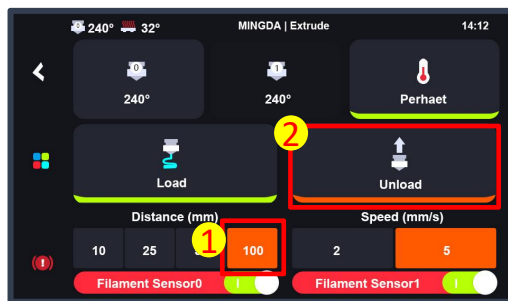 240° 32° MINGDA | Extrude 14:12
0 1
240° 240° Perhaet
2
Load Unload
Distance (mm) Speed (mm/s)
1
10 25 100 2 5
Filament Sensor0 Filament Sensor1